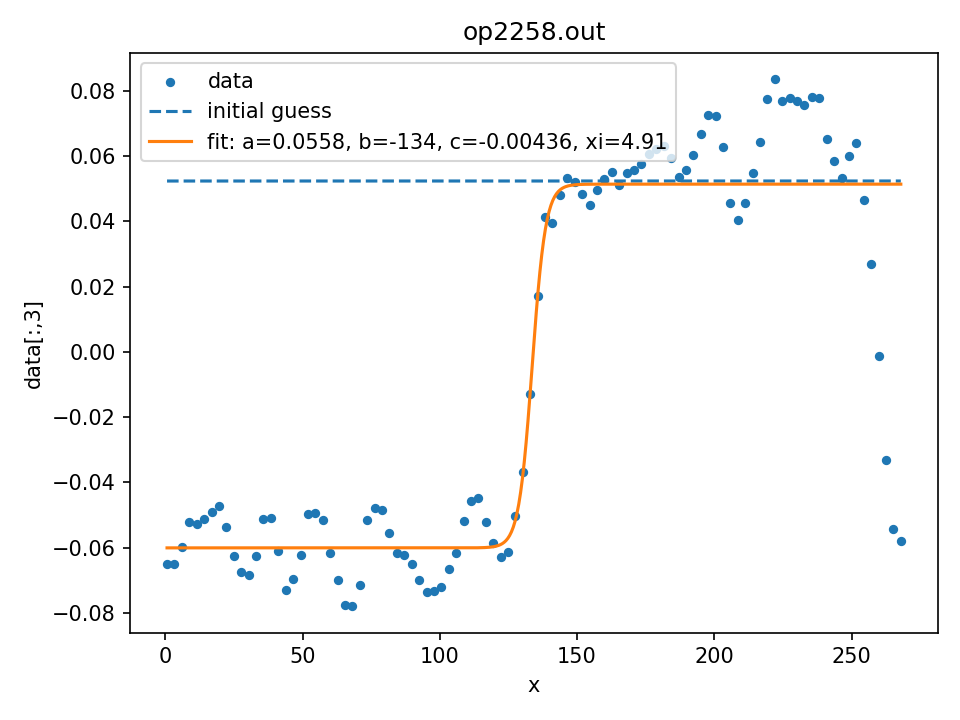 op2258.out
data
initial guess
fit: a=0.0558, b=-134, c=-0.00436, xi=4.91
0.08
0.06
0.04
0.02
0.00
−0.02
−0.04
−0.06
−0.08
data[:,3]
0 50 100 150 200 250
x